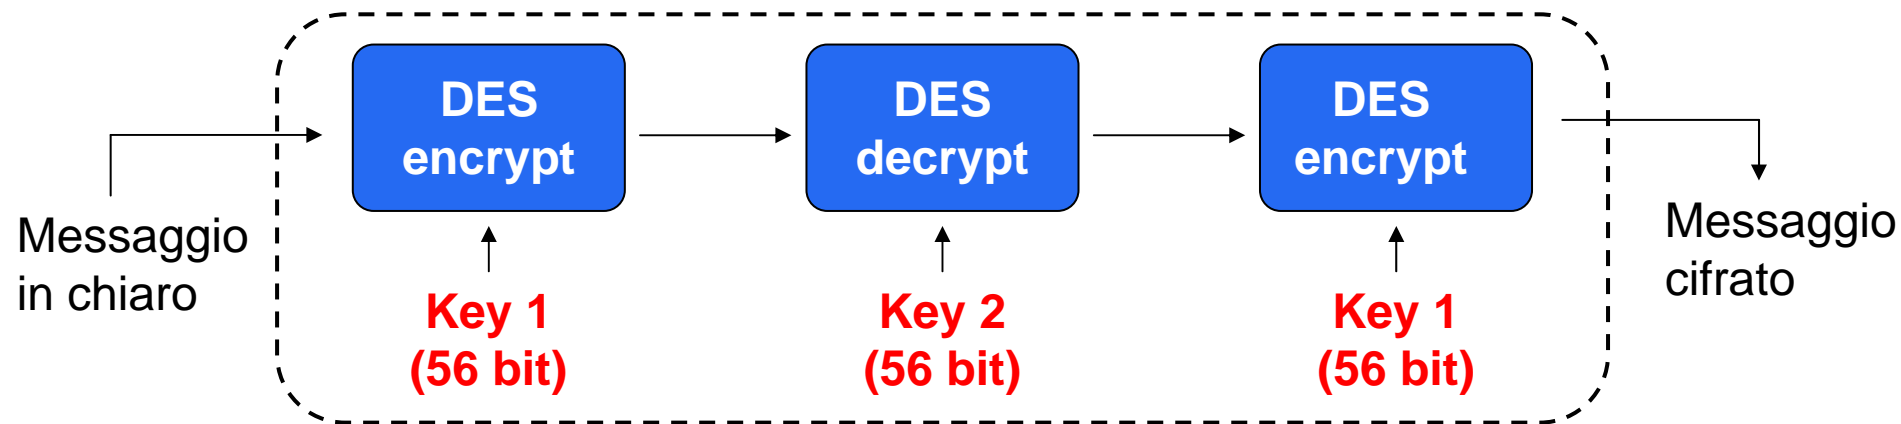 Messaggio
in chiaro
DES
encrypt
Key 1
(56 bit)
DES
decrypt
Key 2
(56 bit)
DES
encrypt
Key 1
(56 bit)
Messaggio
cifrato